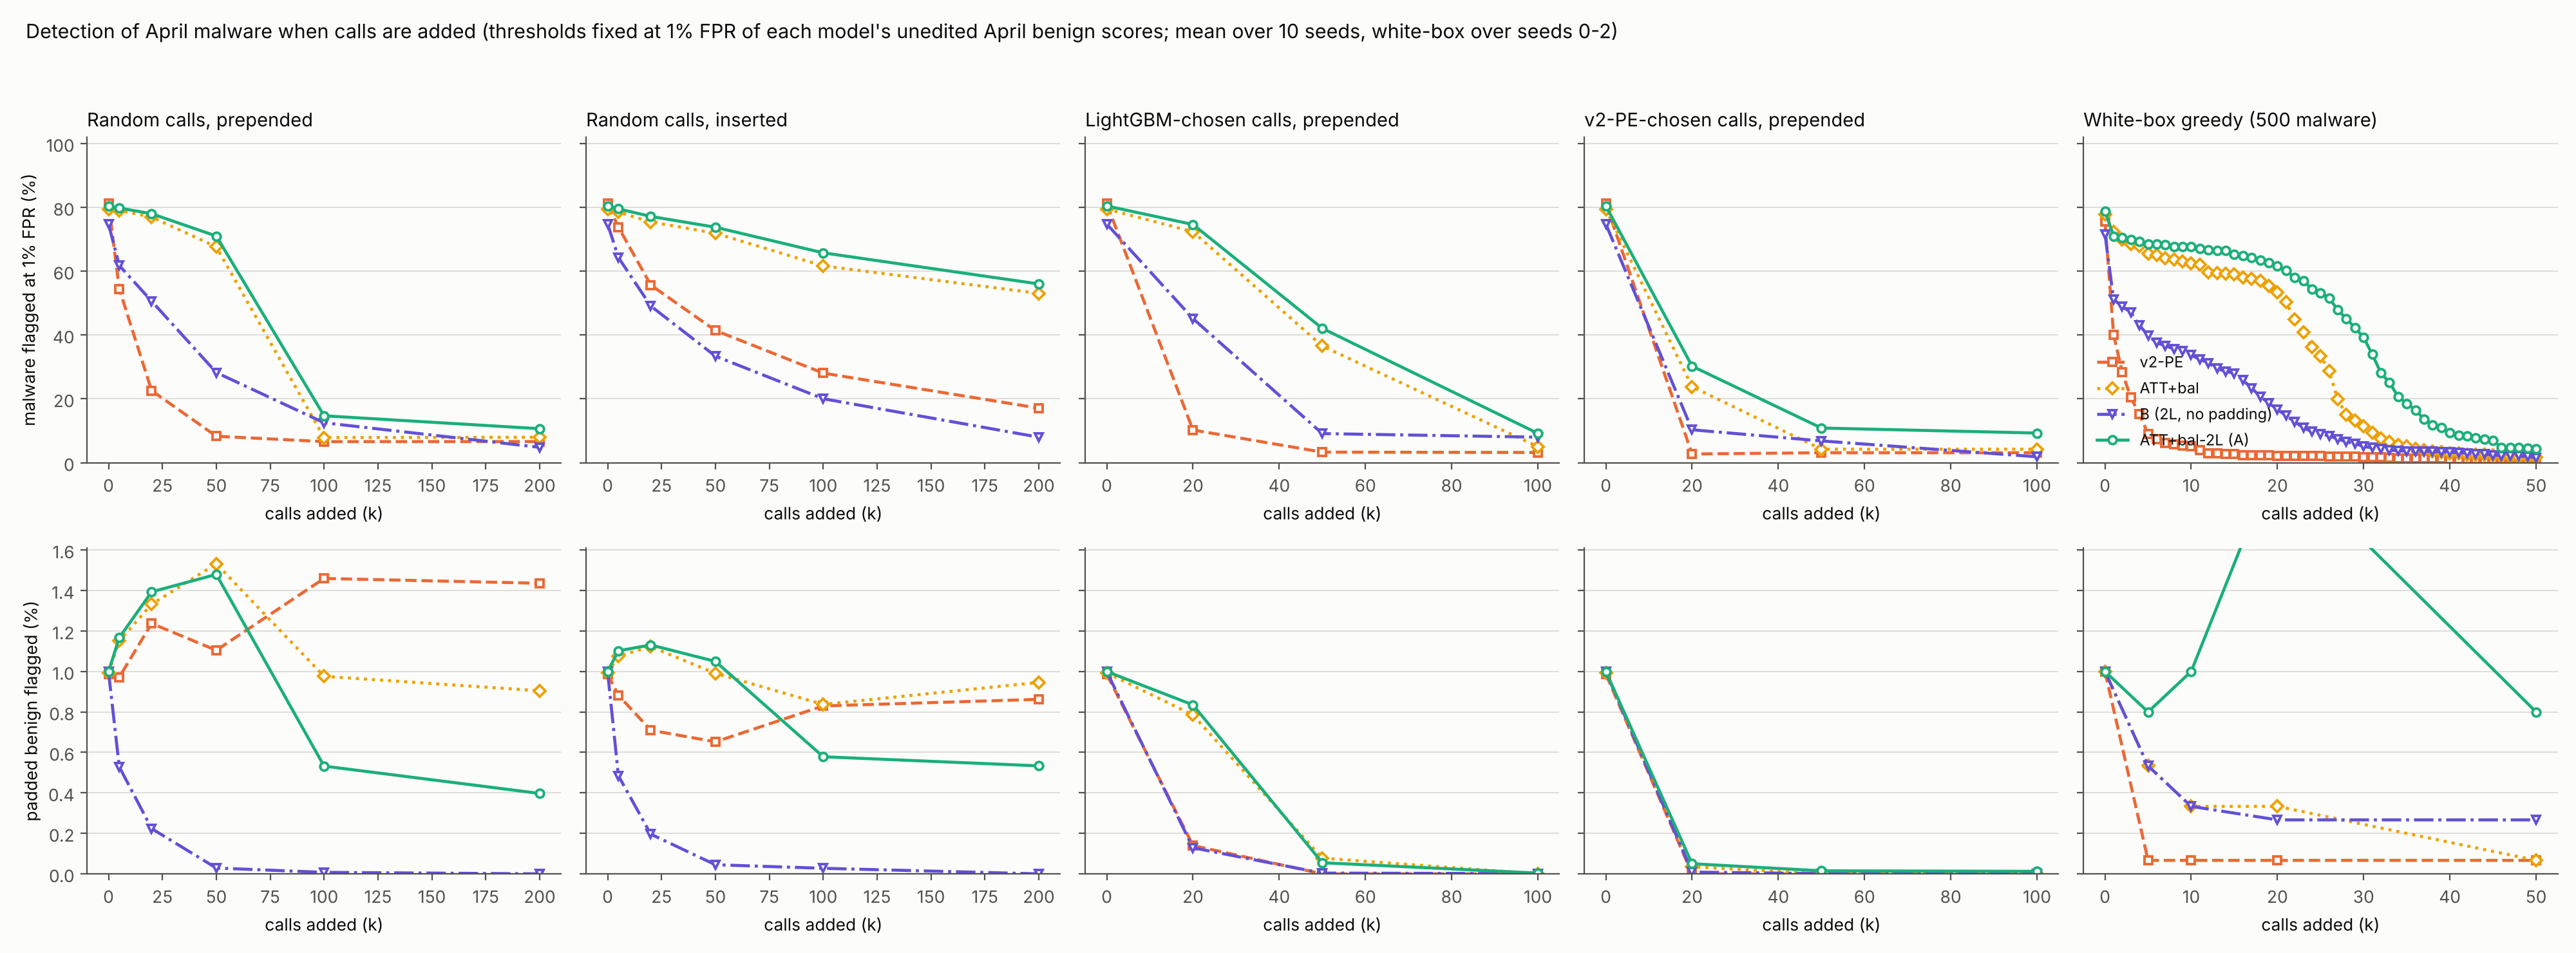 Detection of April malware when calls are added (thresholds fixed at 1% FPR of each model's unedited April benign scores; mean over 10 seeds, white-box over seeds 0-2)
Random calls, prepended
Random calls, inserted
LightGBM-chosen calls, prepended
v2-PE-chosen calls, prepended
White-box greedy (500 malware)
malware flagged at 1% FPR (%)
100
80
60
40
20
0
v2-PE
ATT+bal
B (2L, no padding)
ATT+bal-2L (A)
0 25 50 75 100 125 150 175 200
0 25 50 75 100 125 150 175 200
0 20 40 60 80 100
0 20 40 60 80 100
0 10 20 30 40 50
calls added (k)
calls added (k)
calls added (k)
calls added (k)
calls added (k)
padded benign flagged (%)
1.6
1.4
1.2
1.0
0.8
0.6
0.4
0.2
0.0
0 25 50 75 100 125 150 175 200
0 25 50 75 100 125 150 175 200
0 20 40 60 80 100
0 20 40 60 80 100
0 10 20 30 40 50
calls added (k)
calls added (k)
calls added (k)
calls added (k)
calls added (k)